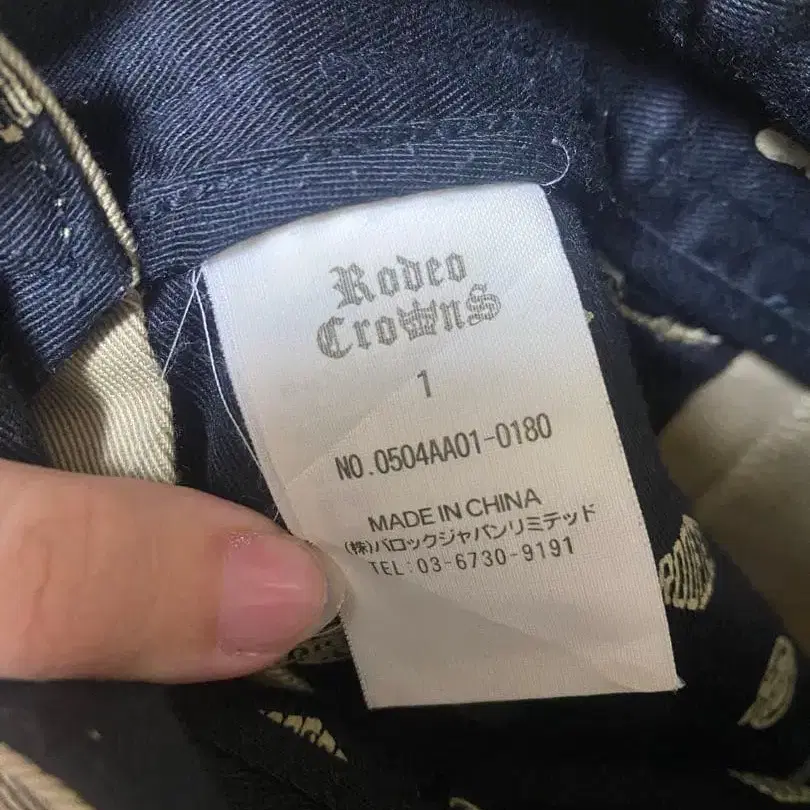 Rodeo
Crowns
1
NO.0504AA01-0180
MADE IN CHINA
(株)バロックジャパンリミテッド
TEL:03-6730-9191